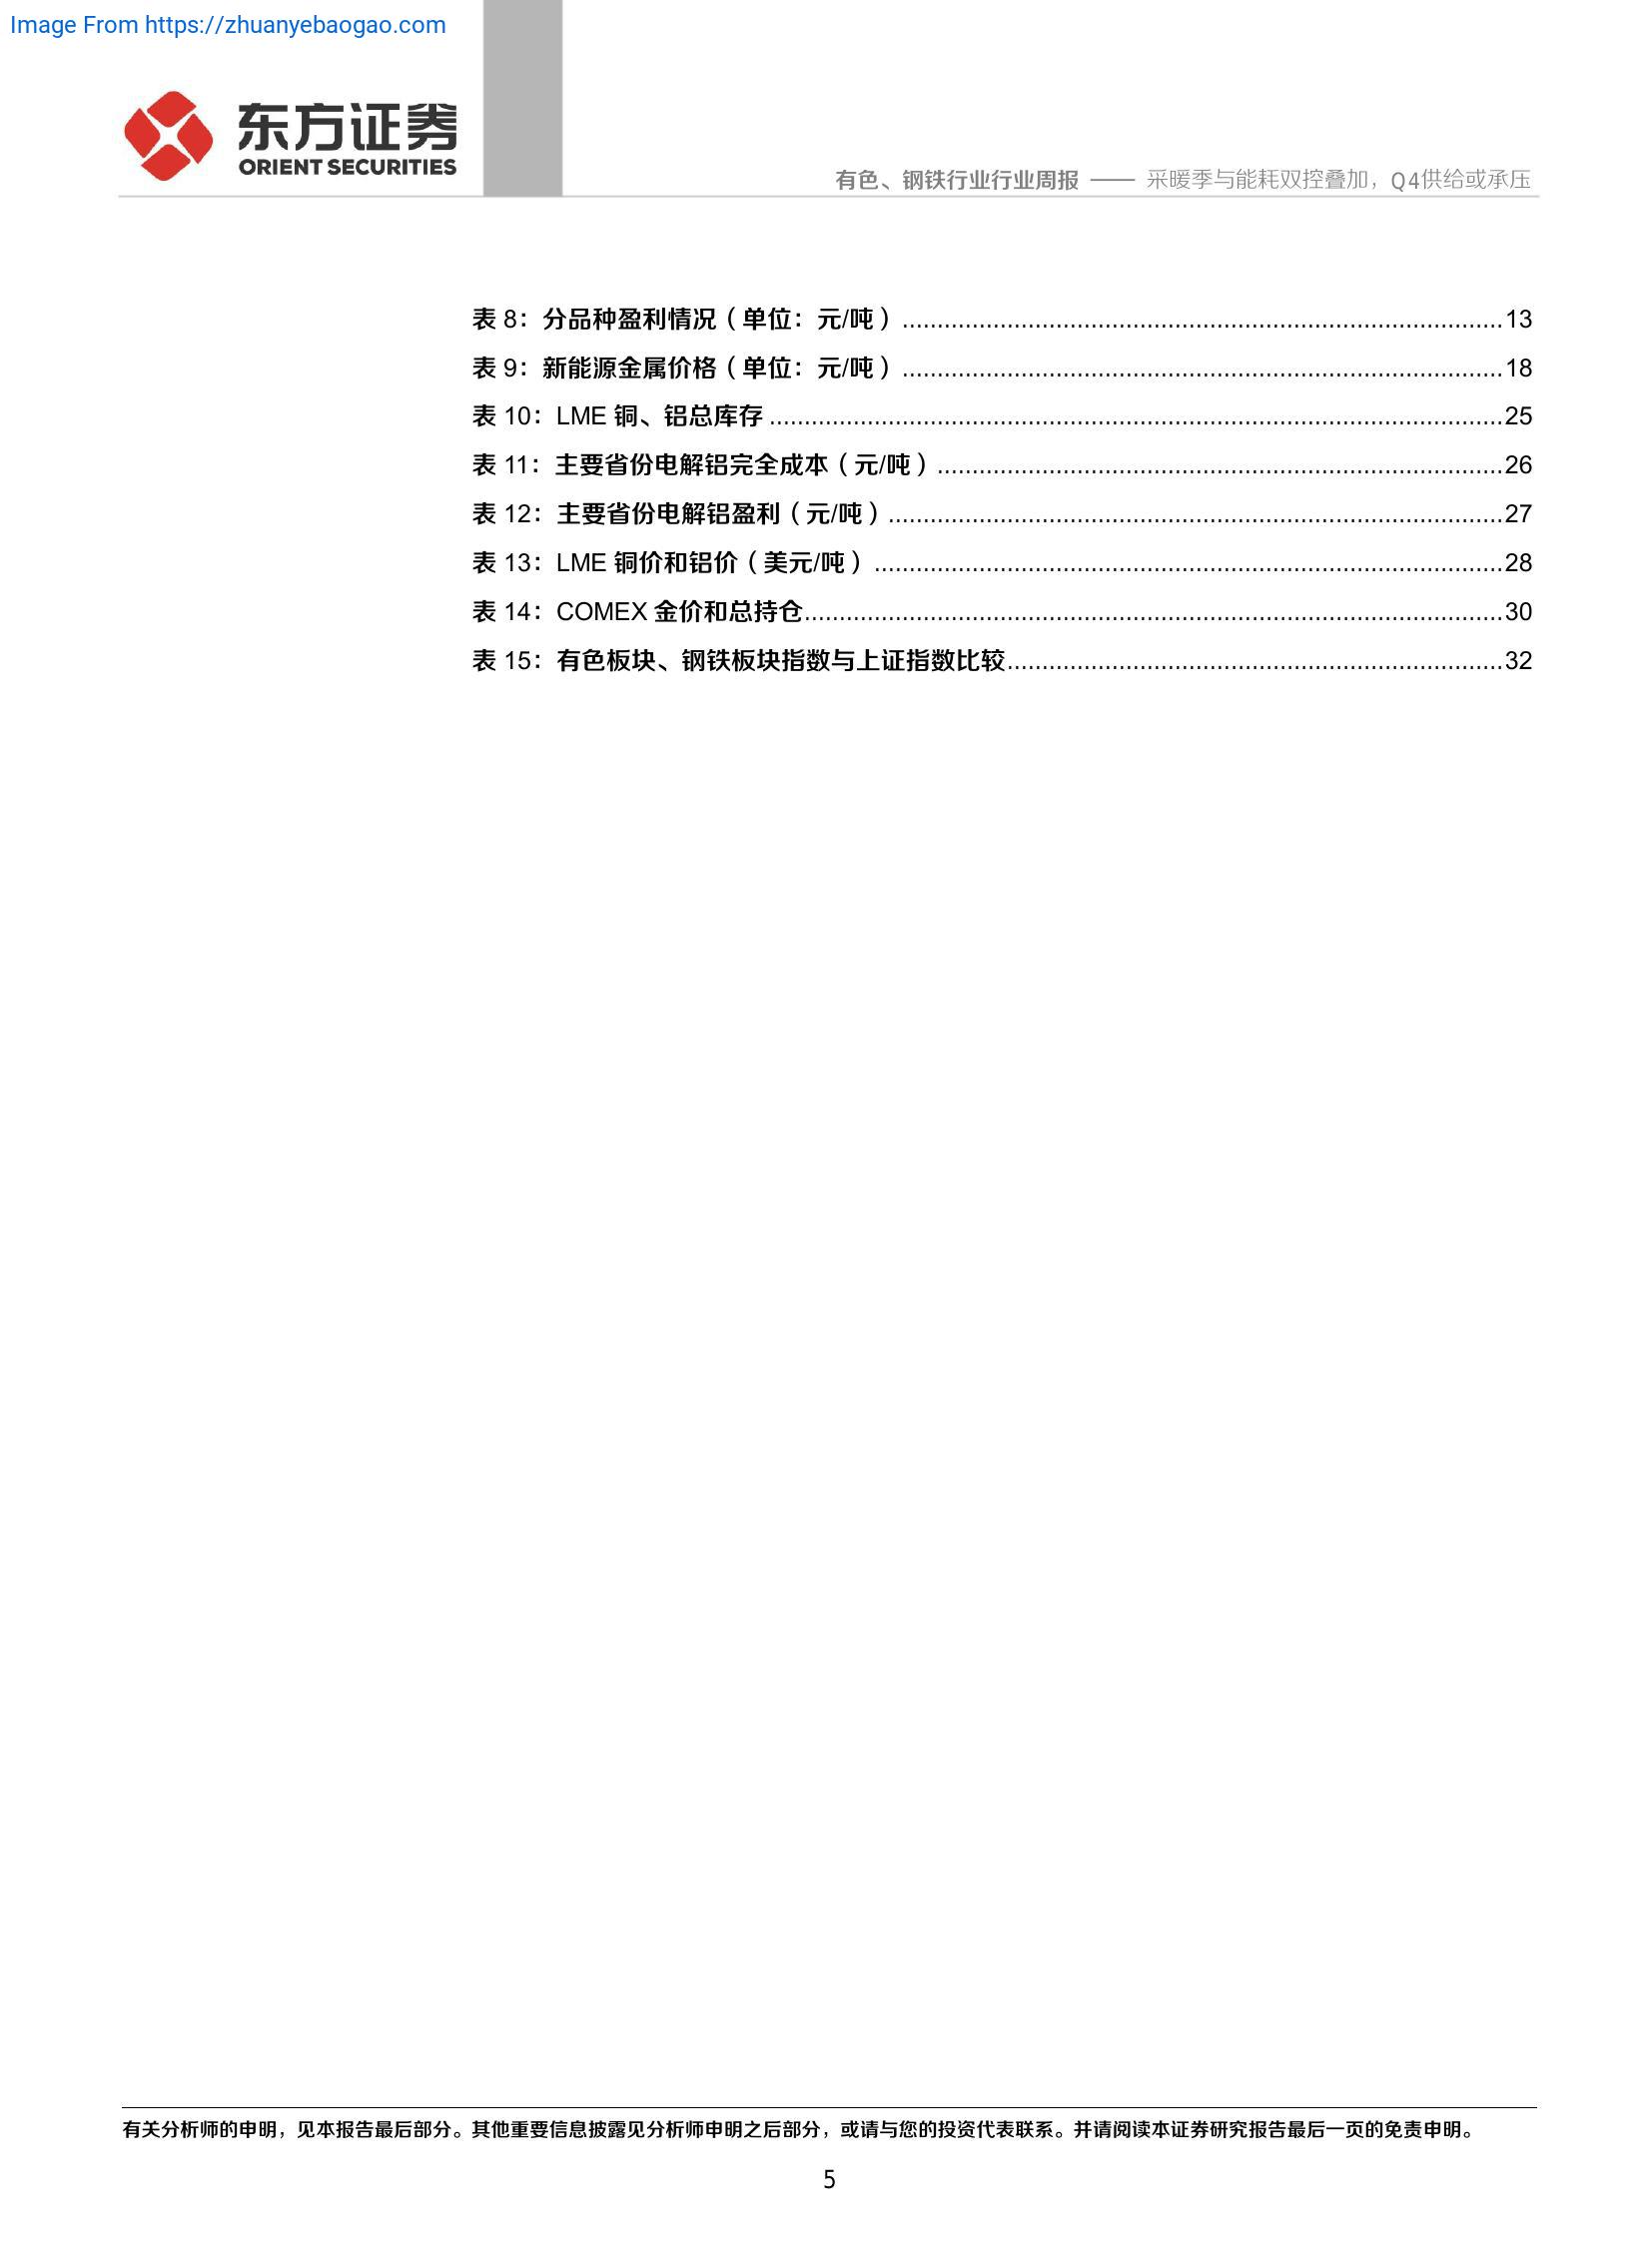 Image From https://zhuanyebaogao.com
东方证券
ORIENT SECURITIES
有色、钢铁行业行业周报 —— 采暖季与能耗双控叠加，Q4供给或承压
表 8：分品种盈利情况（单位：元/吨）....................................................................................13
表 9：新能源金属价格（单位：元/吨）....................................................................................18
表 10：LME 铜、铝总库存.........................................................................................................25
表 11：主要省份电解铝完全成本（元/吨）...............................................................................26
表 12：主要省份电解铝盈利（元/吨）......................................................................................27
表 13：LME 铜价和铝价（美元/吨）.........................................................................................28
表 14：COMEX 金价和总持仓...................................................................................................30
表 15：有色板块、钢铁板块指数与上证指数比较......................................................................32
有关分析师的申明，见本报告最后部分。其他重要信息披露见分析师申明之后部分，或请与您的投资代表联系。并请阅读本证券研究报告最后一页的免责申明。
5